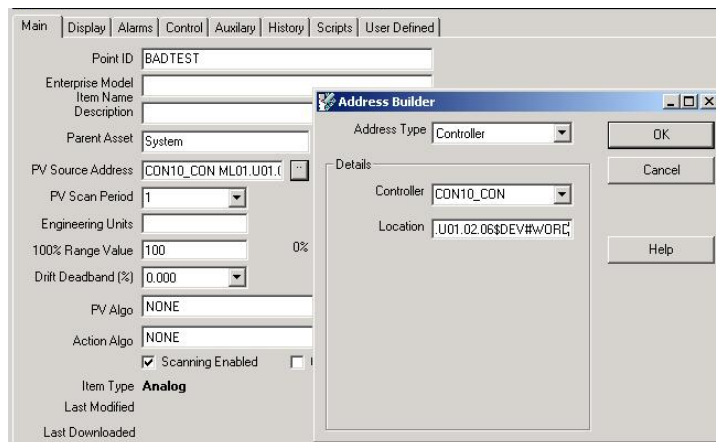 Main Display Alarms Control Auxilary History Scripts User Defined
Point ID BADTEST
Enterprise Model
Item Name
Description
Parent Asset System
PV Source Address CON10_CON ML01.U01.( ..
PV Scan Period 1
Engineering Units
100% Range Value 100 0%
Drift Deadband (%) 0.000
PV Algo NONE
Action Algo NONE
Scanning Enabled
Item Type Analog
Last Modified
Last Downloaded
Address Builder
Address Type Controller
OK
Details
Cancel
Controller CON10_CON
Location .U01.02.06$DEV#WORD
Help